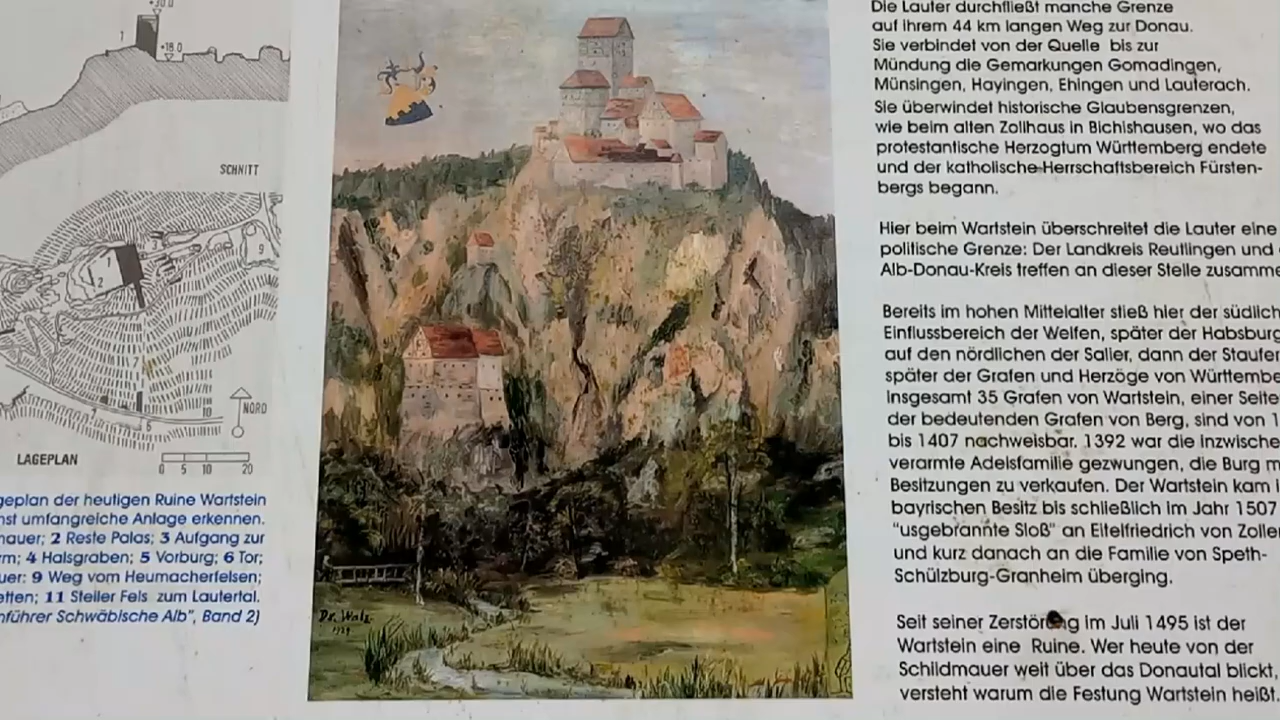 +30.0
1
+18.0
SCHNITT
9
1
2
7
7
10
6
NORD
LAGEPLAN
0 5 10 20
geplan der heutigen Ruine Wartstein
nst umfangreiche Anlage erkennen.
mauer; 2 Reste Palas; 3 Aufgang zur
rm; 4 Halsgraben; 5 Vorburg; 6 Tor;
uer: 9 Weg vom Heumacherfelsen;
etten; 11 Steiler Fels zum Lautertal.
nführer Schwäbische Alb", Band 2)
Dr. Walz
1929
Die Lauter durchfließt manche Grenze
auf ihrem 44 km langen Weg zur Donau.
Sie verbindet von der Quelle bis zur
Mündung die Gemarkungen Gomadingen,
Münsingen, Hayingen, Ehingen und Lauterach.
Sie überwindet historische Glaubensgrenzen,
wie beim alten Zollhaus in Bichishausen, wo das
protestantische Herzogtum Württemberg endete
und der katholische Herrschaftsbereich Fürsten-
bergs begann.
Hier beim Wartstein überschreitet die Lauter eine
politische Grenze: Der Landkreis Reutlingen und
Alb-Donau-Kreis treffen an dieser Stelle zusamme
Bereits im hohen Mittelalter stieß hier der südlich
Einflussbereich der Welfen, später der Habsburg
auf den nördlichen der Salier, dann der Staufer
später der Grafen und Herzöge von Württembe
Insgesamt 35 Grafen von Wartstein, einer Seite
der bedeutenden Grafen von Berg, sind von 1
bis 1407 nachweisbar. 1392 war die inzwische
verarmte Adelsfamilie gezwungen, die Burg m
Besitzungen zu verkaufen. Der Wartstein kam i
bayrischen Besitz bis schließlich im Jahr 1507
"usgebrannte Sloß" an Eitelfriedrich von Zoller
und kurz danach an die Familie von Speth-
Schülzburg-Granheim überging.
Seit seiner Zerstörung im Juli 1495 ist der
Wartstein eine Ruine. Wer heute von der
Schildmauer weit über das Donautal blickt,
versteht warum die Festung Wartstein heißt.